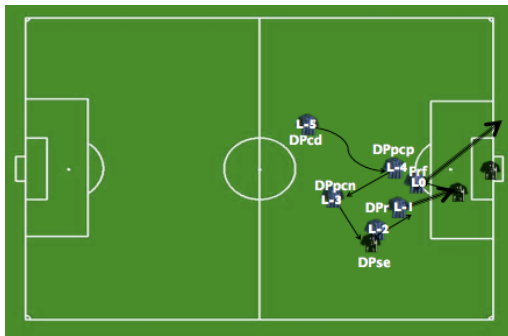 L-5
DPcd
DPpcp
L-4
Prf
L0
DPpcn
L-3
DPr
L-1
L-2
DPse